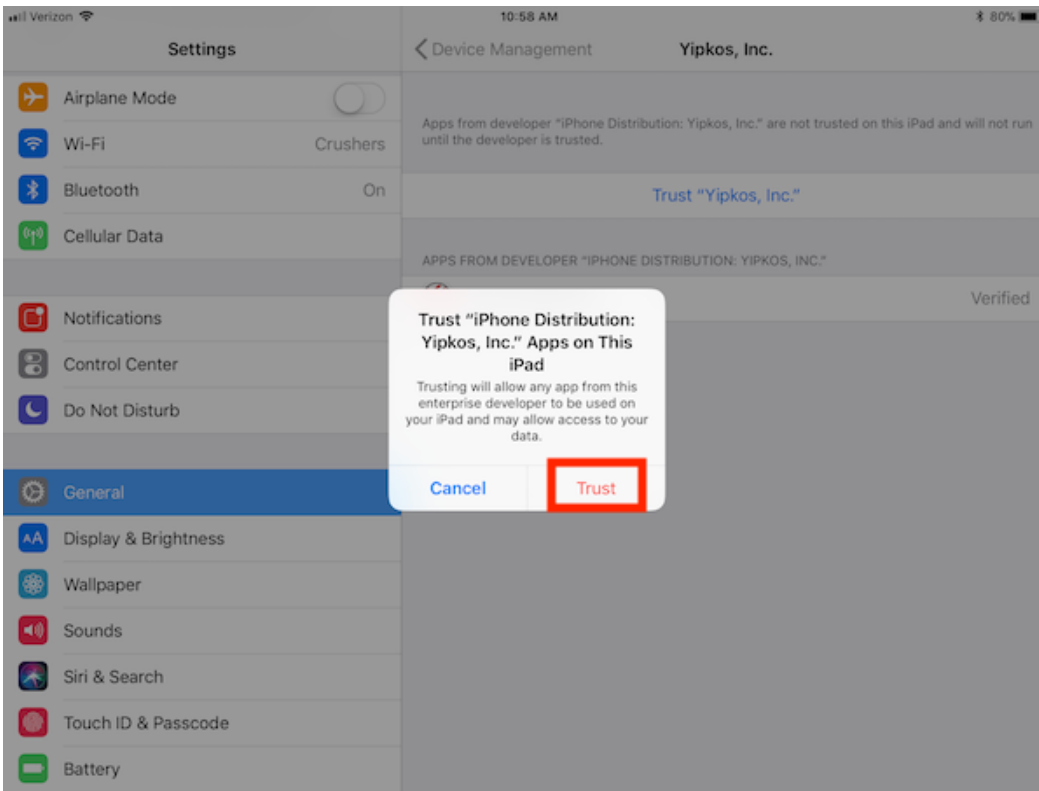 Verizon 10:58 AM 80%
Settings
Device Management Yipkos, Inc.
Airplane Mode
Wi-Fi Crushers
Bluetooth On
Cellular Data
Notifications
Control Center
Do Not Disturb
General
AA Display & Brightness
Wallpaper
Sounds
Siri & Search
Touch ID & Passcode
Battery
Apps from developer "iPhone Distribution: Yipkos, Inc." are not trusted on this iPad and will not run
until the developer is trusted.
Trust “Yipkos, Inc.”
APPS FROM DEVELOPER "IPHONE DISTRIBUTION: YIPKOS, INC."
Verified
Trust “iPhone Distribution:
Yipkos, Inc.” Apps on This
iPad
Trusting will allow any app from this
enterprise developer to be used on
your iPad and may allow access to your
data.
Cancel Trust